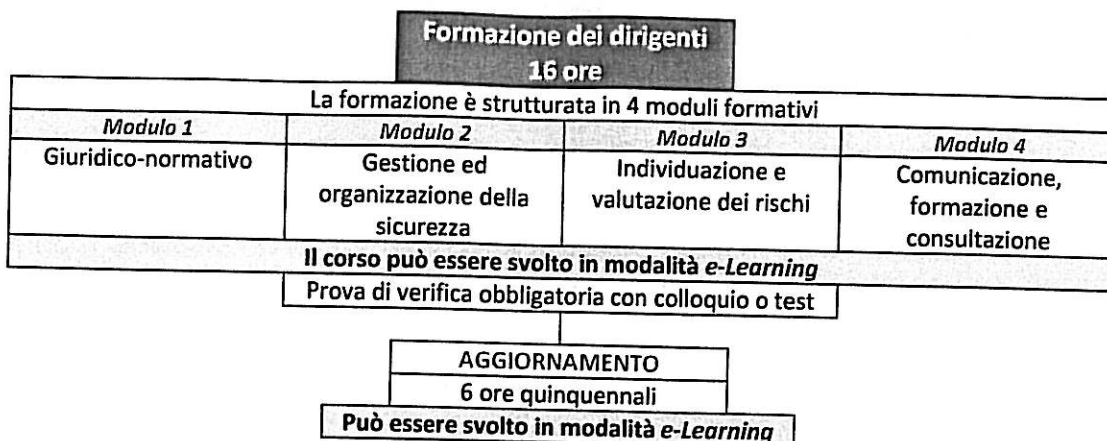 Formazione dei dirigenti
16 ore
La formazione è strutturata in 4 moduli formativi
Modulo 1
Giuridico-normativo
Modulo 2
Gestione ed
organizzazione della
sicurezza
Modulo 3
Individuazione e
valutazione dei rischi
Modulo 4
Comunicazione,
formazione e
consultazione
Il corso può essere svolto in modalità e-Learning
Prova di verifica obbligatoria con colloquio o test
AGGIORNAMENTO
6 ore quinquennali
Può essere svolto in modalità e-Learning